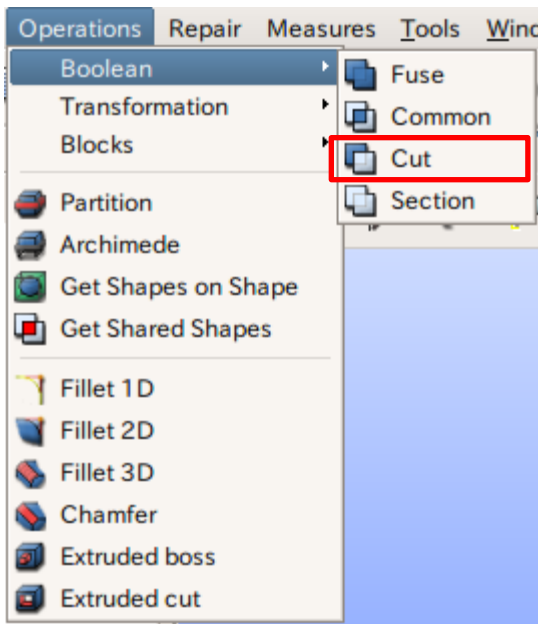 Operations Repair Measures Tools
Boolean
Transformation
Blocks
Partition
Archimede
Get Shapes on Shape
Get Shared Shapes
Fillet 1D
Fillet 2D
Fillet 3D
Chamfer
Extruded boss
Extruded cut
Fuse
Common
Cut
Section